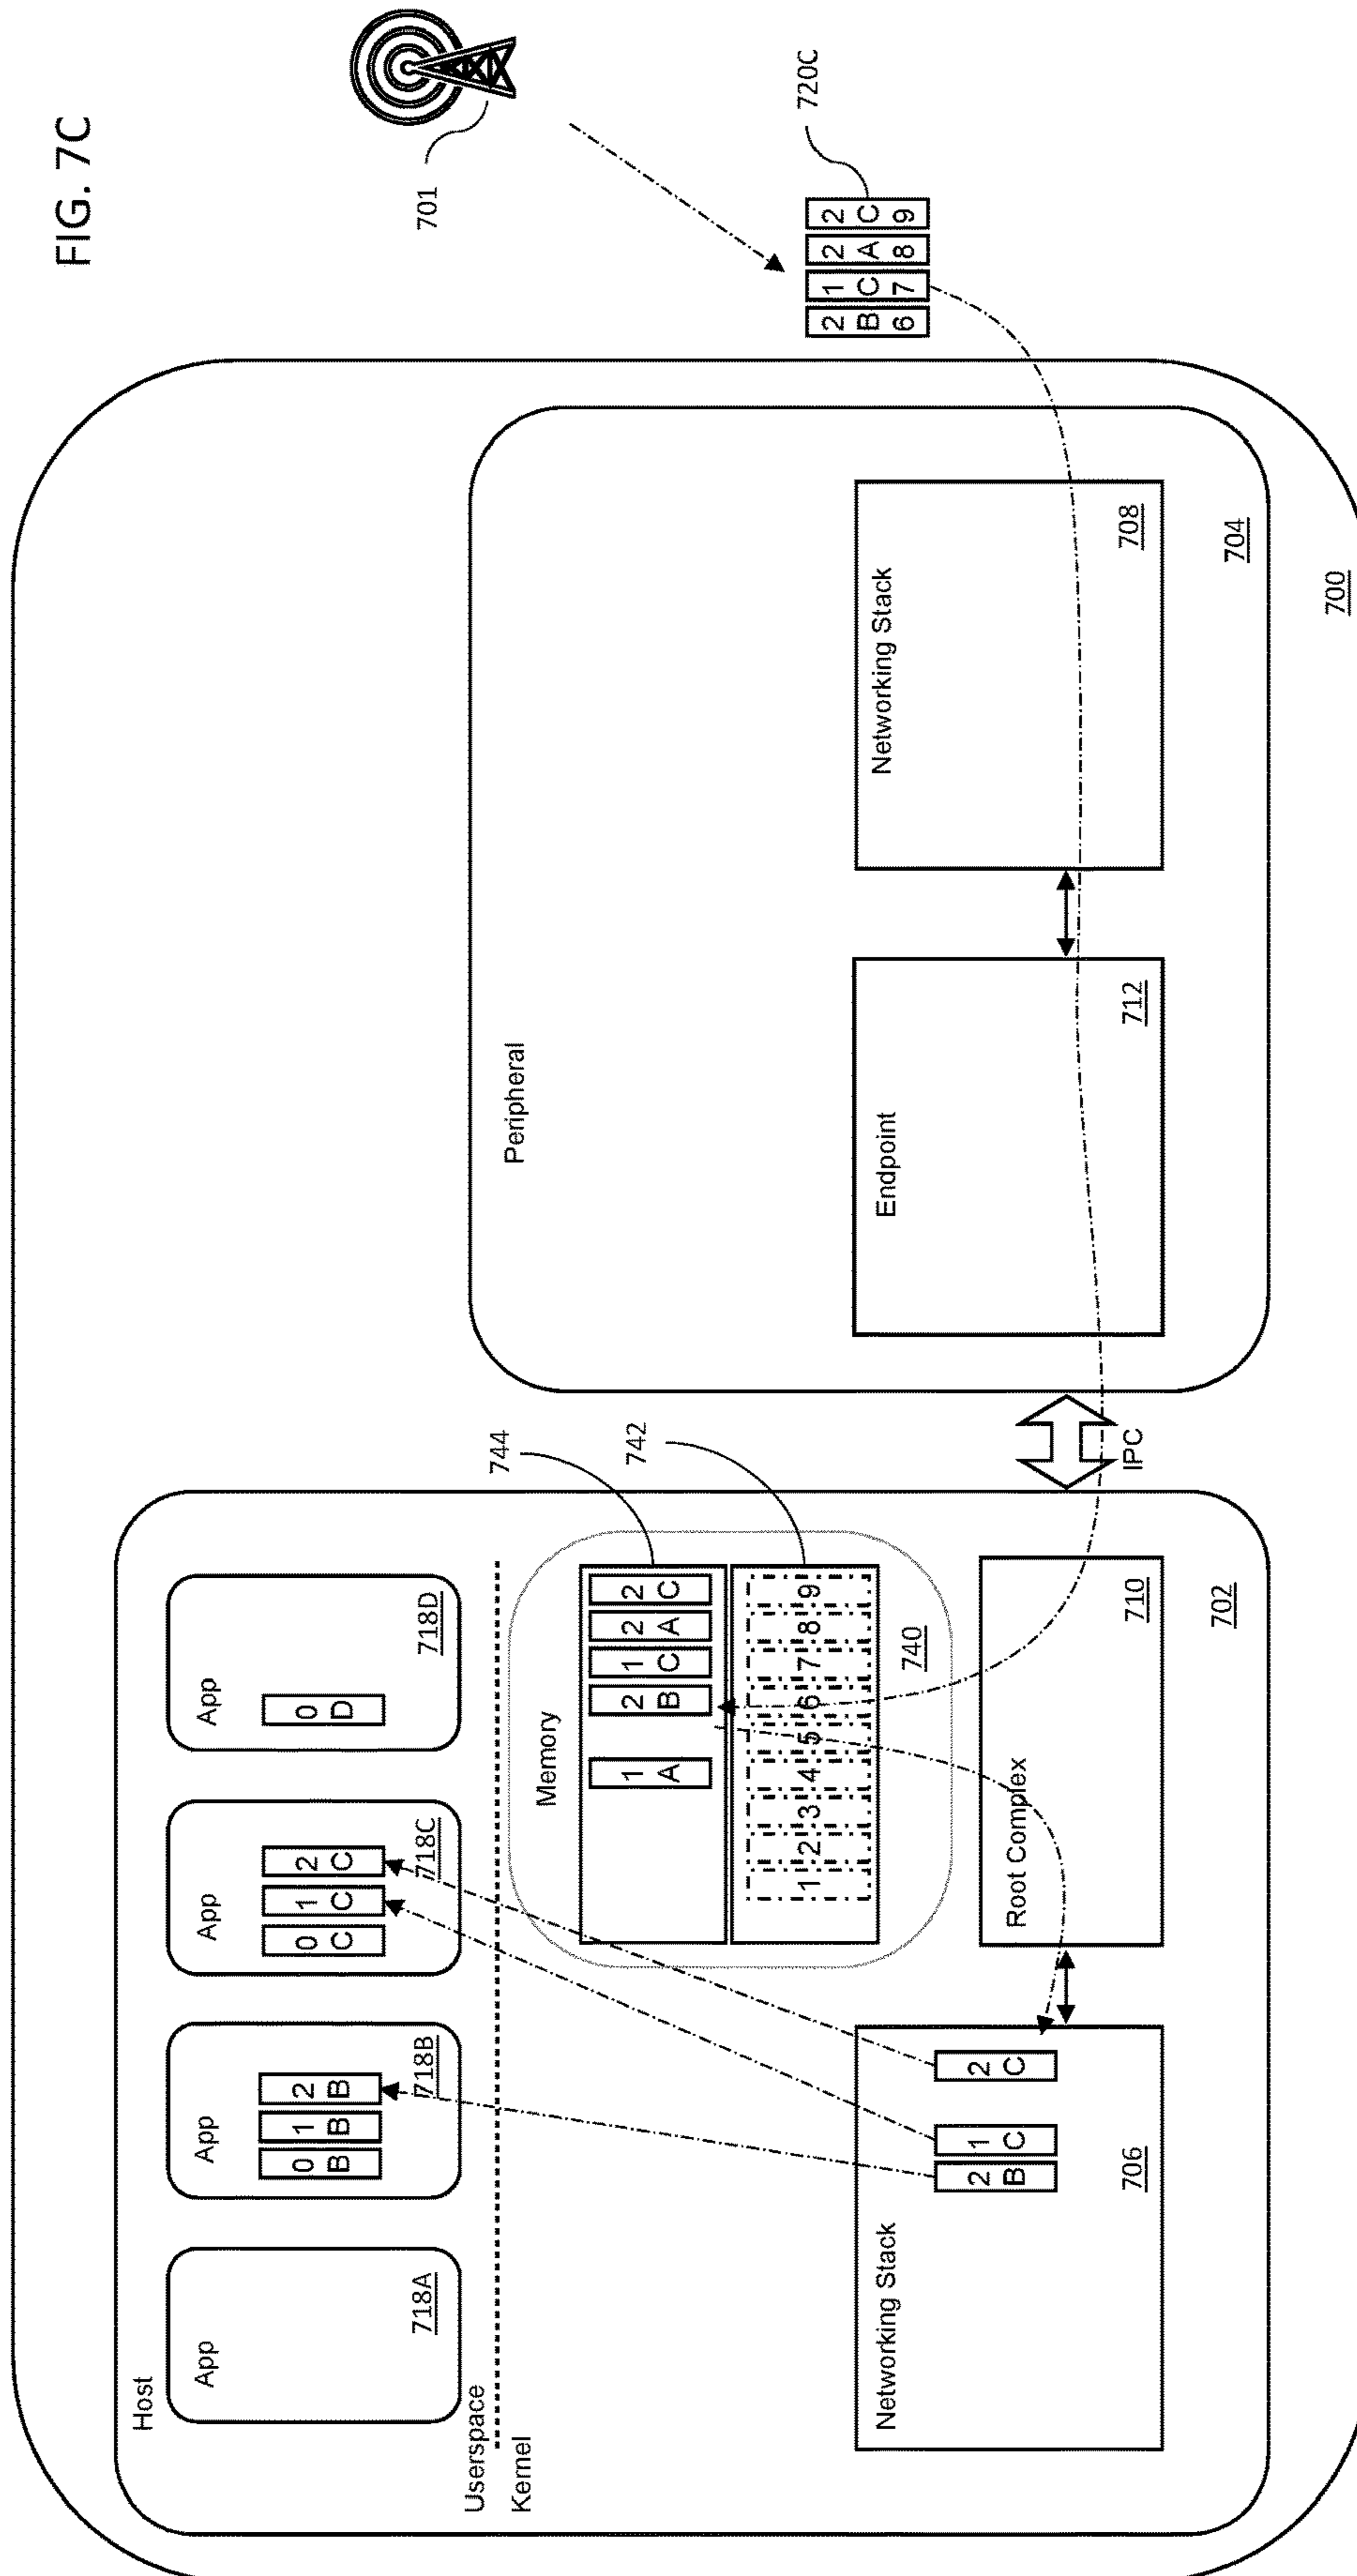 FIG. 7C
701
720C
2 B 6
1 C 7
2 A 8
2 C 9
Host
App
718A
App
0 B
1 B
2 B
718B
App
0 C
1 C
2 C
718C
App
0 D
718D
Userspace
Kernel
Memory
1 A
2 B
1 C
2 A
2 C
744
1 2 3 4 5 6 7 8 9
742
740
Networking Stack
2 B
1 C
2 C
706
Root Complex
710
702
IPC
Peripheral
Endpoint
712
Networking Stack
708
704
700